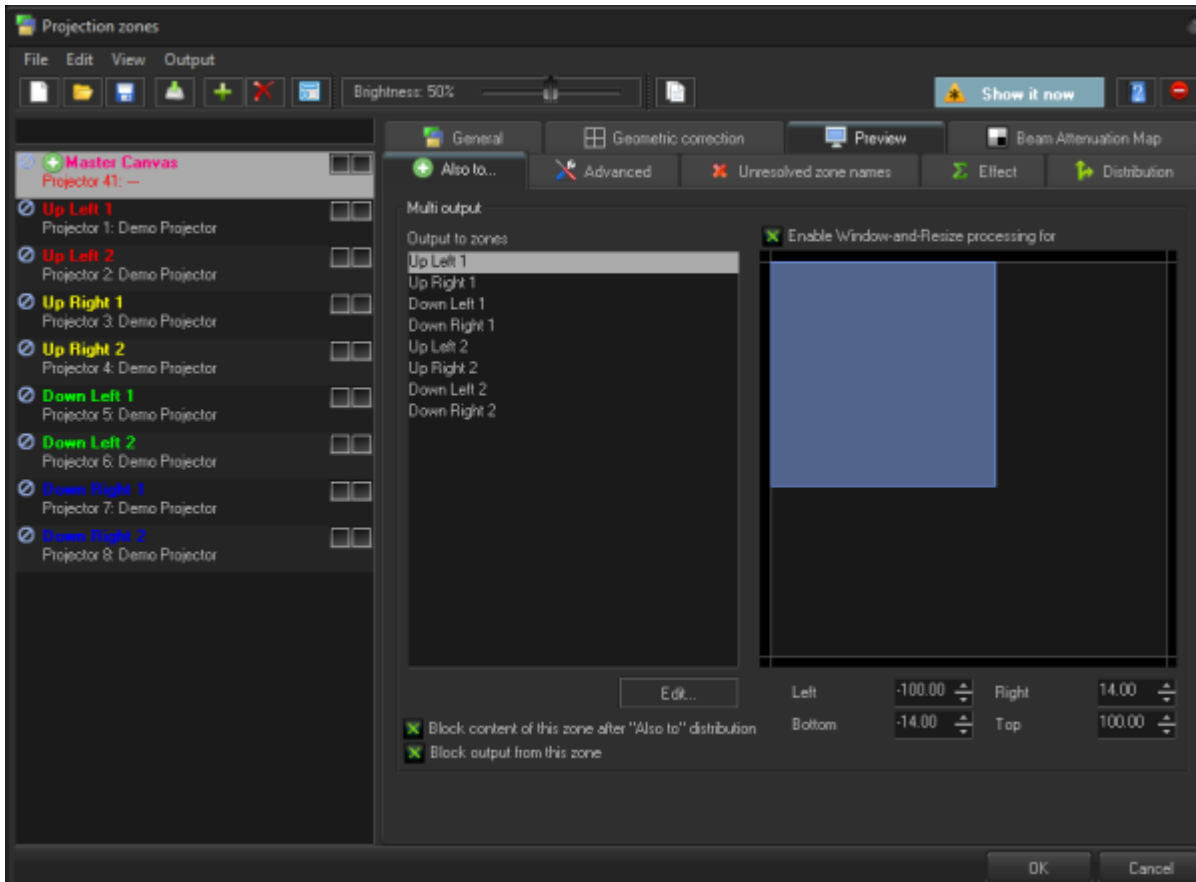 Projection zones
File Edit View Output
Brightness: 50%
Show it now
General Geometric correction Preview Beam Attenuation Map
Also to... Advanced Unresolved zone names Effect Distribution
Master Canvas
Projector 41: ---
Up Left 1
Projector 1: Demo Projector
Up Left 2
Projector 2: Demo Projector
Up Right 1
Projector 3: Demo Projector
Up Right 2
Projector 4: Demo Projector
Down Left 1
Projector 5: Demo Projector
Down Left 2
Projector 6: Demo Projector
Down Right 1
Projector 7: Demo Projector
Down Right 2
Projector 8: Demo Projector
Multi output
Output to zones
Up Left 1
Up Right 1
Down Left 1
Down Right 1
Up Left 2
Up Right 2
Down Left 2
Down Right 2
Edit...
Block content of this zone after "Also to" distribution
Block output from this zone
Enable Window-and-Resize processing for
Left -100.00 Right 14.00
Bottom -14.00 Top 100.00
OK Cancel